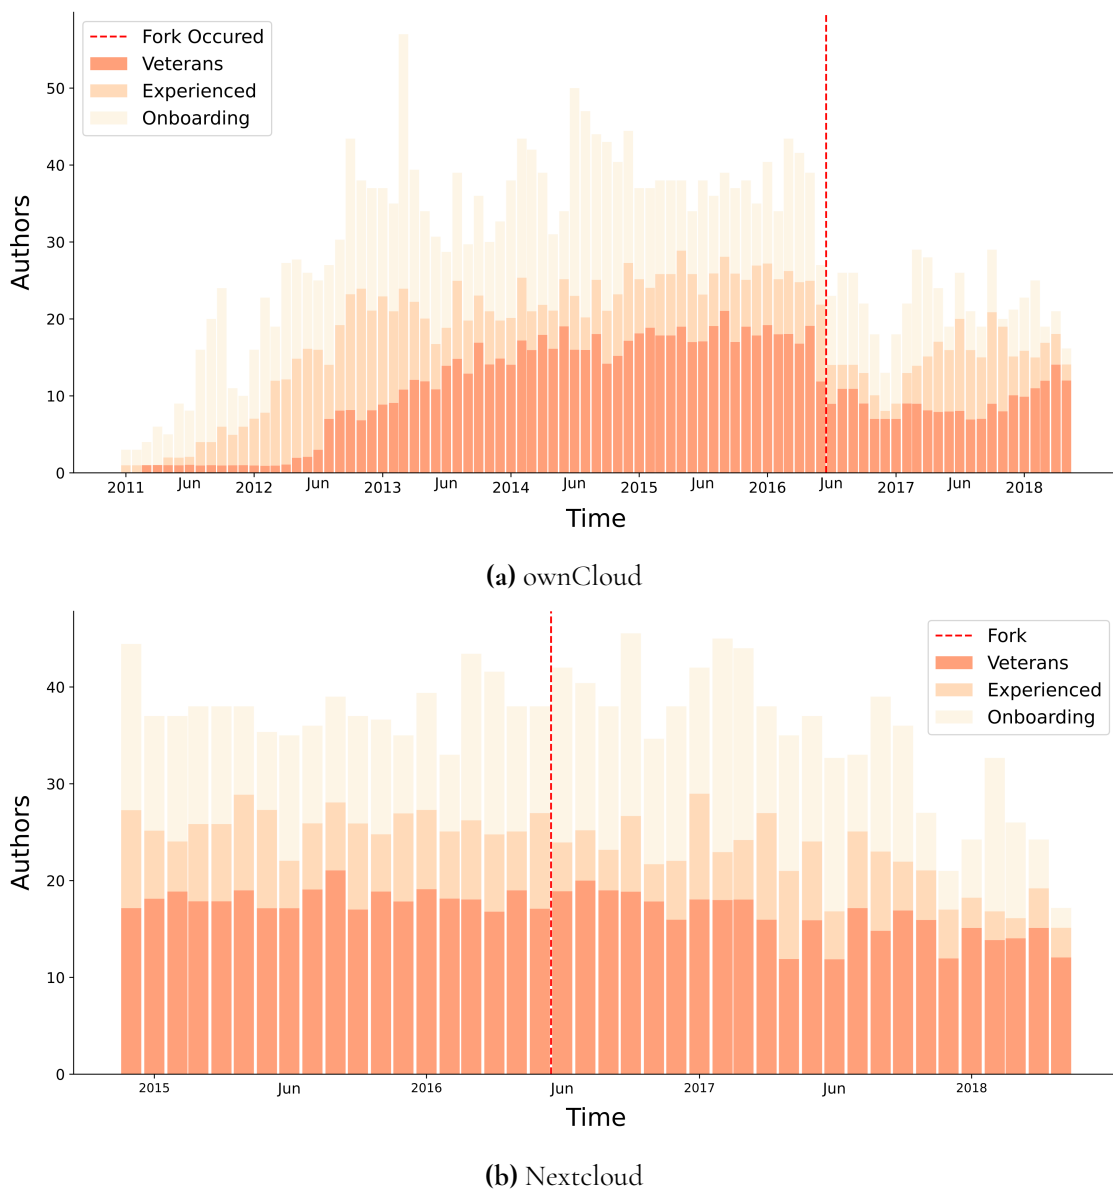 Fork Occured
Veterans
Experienced
Onboarding
50
40
30
20
10
0
Authors
2011 Jun 2012 Jun 2013 Jun 2014 Jun 2015 Jun 2016 Jun 2017 Jun 2018
Time
(a) ownCloud
Fork
Veterans
Experienced
Onboarding
40
30
20
10
0
Authors
2015 Jun 2016 Jun 2017 Jun 2018
Time
(b) Nextcloud